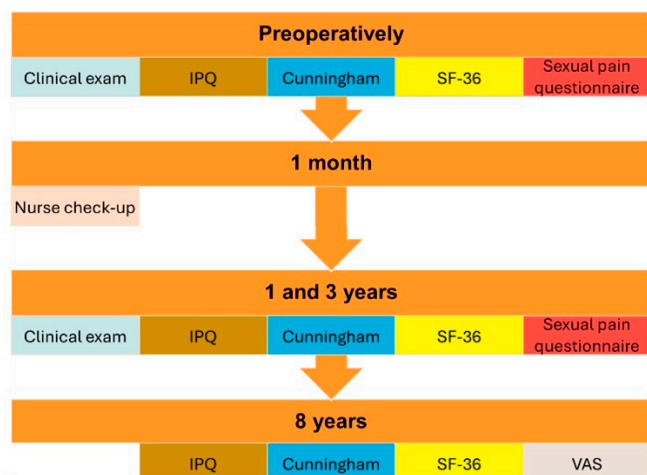 Preoperatively
Clinical exam IPQ Cunningham SF-36 Sexual pain questionnaire
1 month
Nurse check-up
1 and 3 years
Clinical exam IPQ Cunningham SF-36 Sexual pain questionnaire
8 years
IPQ Cunningham SF-36 VAS